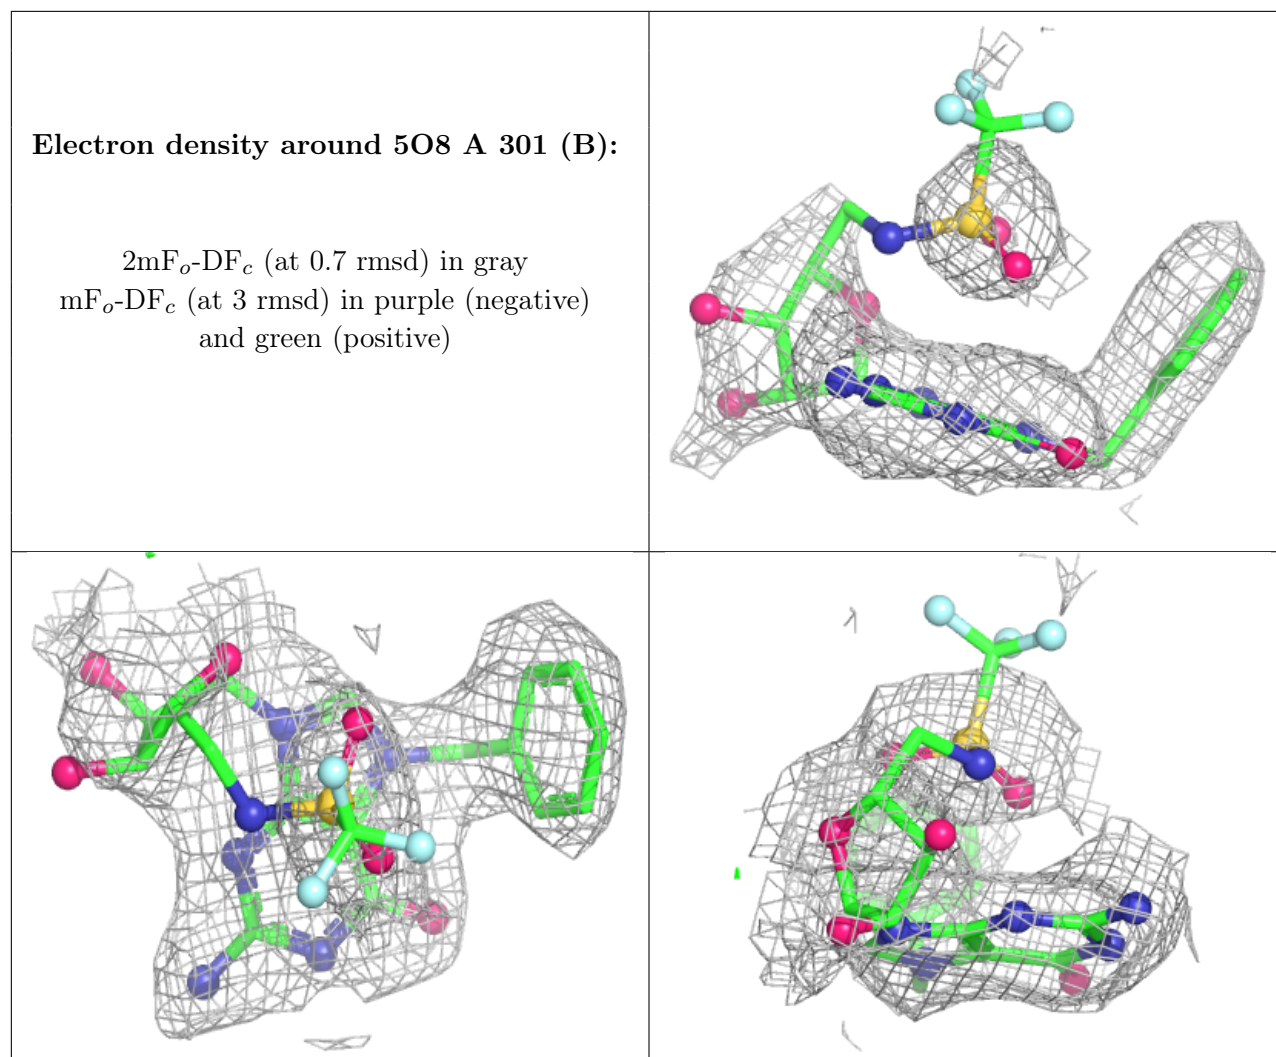 Electron density around 5O8 A 301 (B):
2mFo-DFc (at 0.7 rmsd) in gray
mFo-DFc (at 3 rmsd) in purple (negative)
and green (positive)